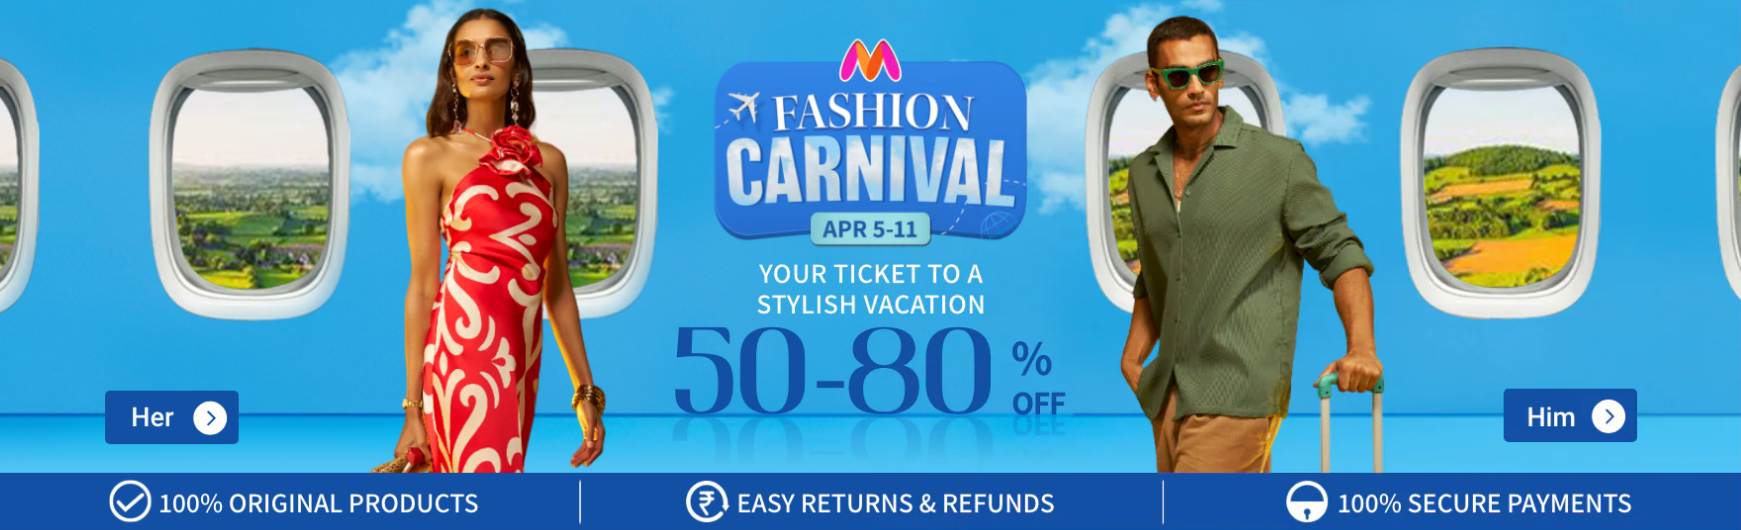 FASHION
CARNIVAL
APR 5-11
YOUR TICKET TO A
STYLISH VACATION
50-80 % OFF
Her
Him
100% ORIGINAL PRODUCTS
EASY RETURNS & REFUNDS
100% SECURE PAYMENTS